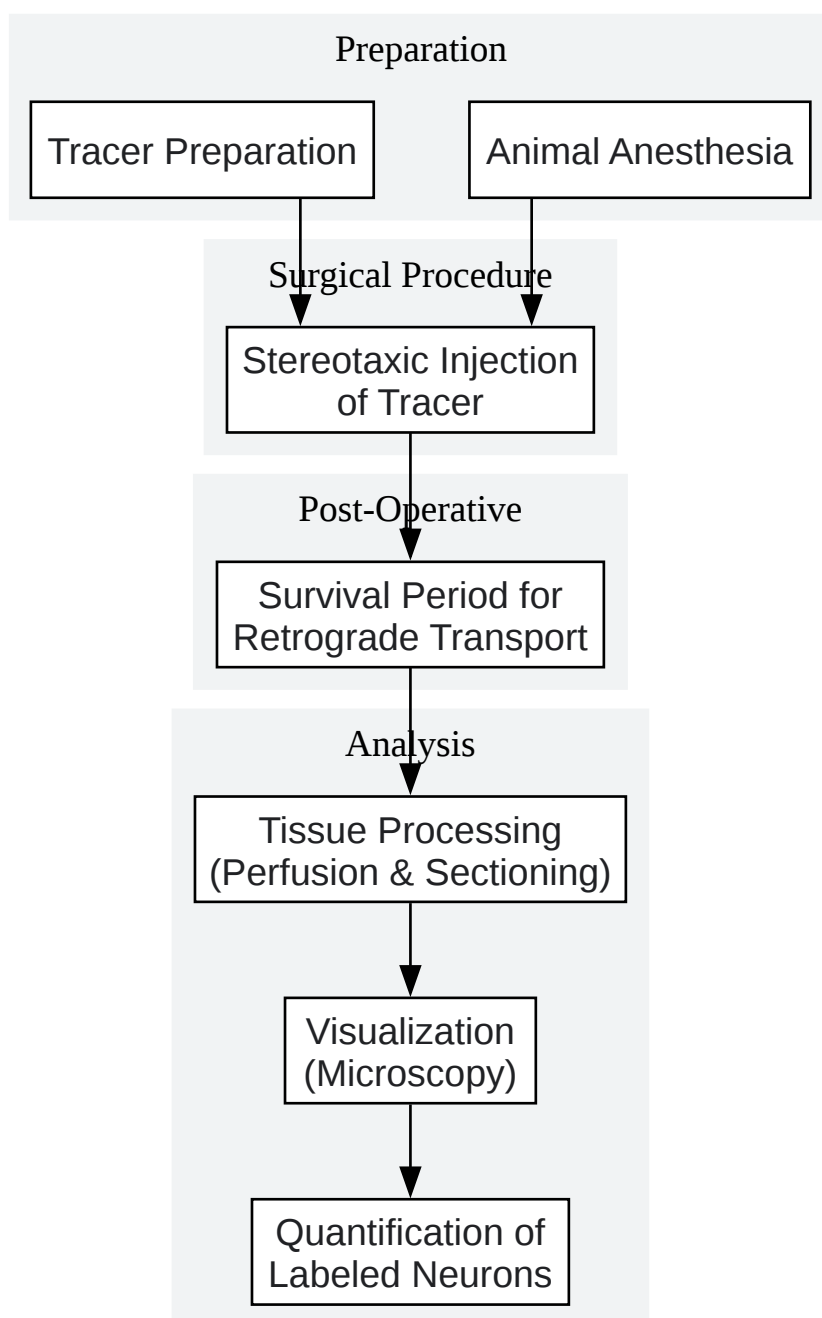 Preparation
Tracer Preparation
Animal Anesthesia
Surgical Procedure
Stereotaxic Injection
of Tracer
Post-Operative
Survival Period for
Retrograde Transport
Analysis
Tissue Processing
(Perfusion & Sectioning)
Visualization
(Microscopy)
Quantification of
Labeled Neurons